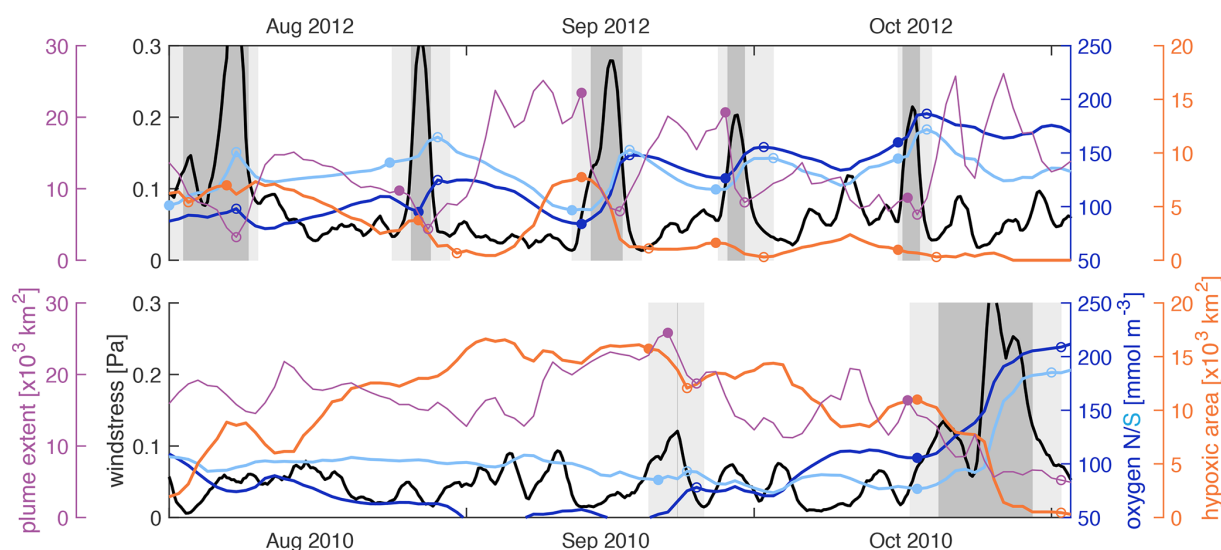 Aug 2012 Sep 2012 Oct 2012
30 0.3 250 20
20 0.2 200 15
150 10
10 0.1 100 5
0 0 50 0
30 0.3 250 20
20 0.2 200 15
150 10
10 0.1 100 5
0 0 50 0
plume extent [x10³ km²]
windstress [Pa]
oxygen N/S [mmol m⁻³]
hypoxic area [x10³ km²]
Aug 2010 Sep 2010 Oct 2010